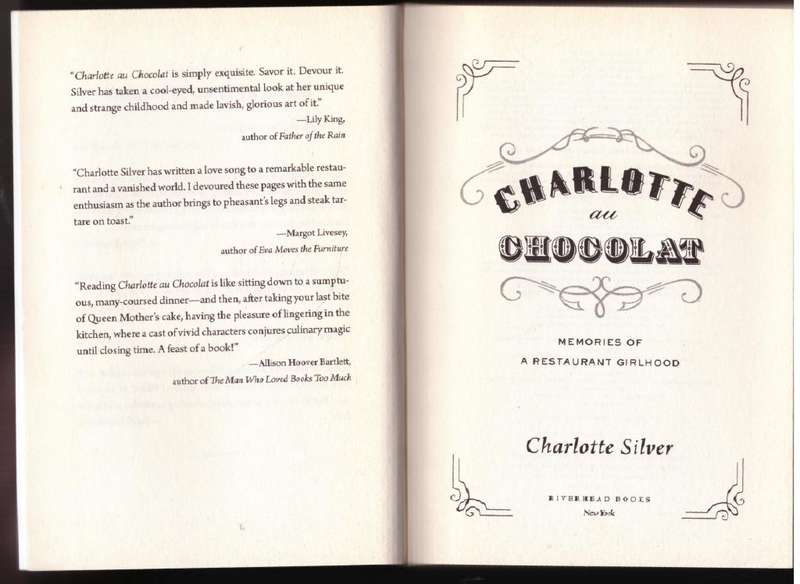 "Charlotte au Chocolat is simply exquisite. Savor it. Devour it.
Silver has taken a cool-eyed, unsentimental look at her unique
and strange childhood and made lavish, glorious art of it."
—Lily King,
author of Father of the Rain
"Charlotte Silver has written a love song to a remarkable restau-
rant and a vanished world. I devoured these pages with the same
enthusiasm as the author brings to pheasant's legs and steak tar-
tare on toast."
—Margot Livesey,
author of Eva Moves the Furniture
"Reading Charlotte au Chocolat is like sitting down to a sumptu-
ous, many-coursed dinner—and then, after taking your last bite
of Queen Mother's cake, having the pleasure of lingering in the
kitchen, where a cast of vivid characters conjures culinary magic
until closing time. A feast of a book!"
—Allison Hoover Bartlett,
author of The Man Who Loved Books Too Much
CHARLOTTE
au
CHOCOLAT
MEMORIES OF
A RESTAURANT GIRLHOOD
Charlotte Silver
RIVERHEAD BOOKS
New York